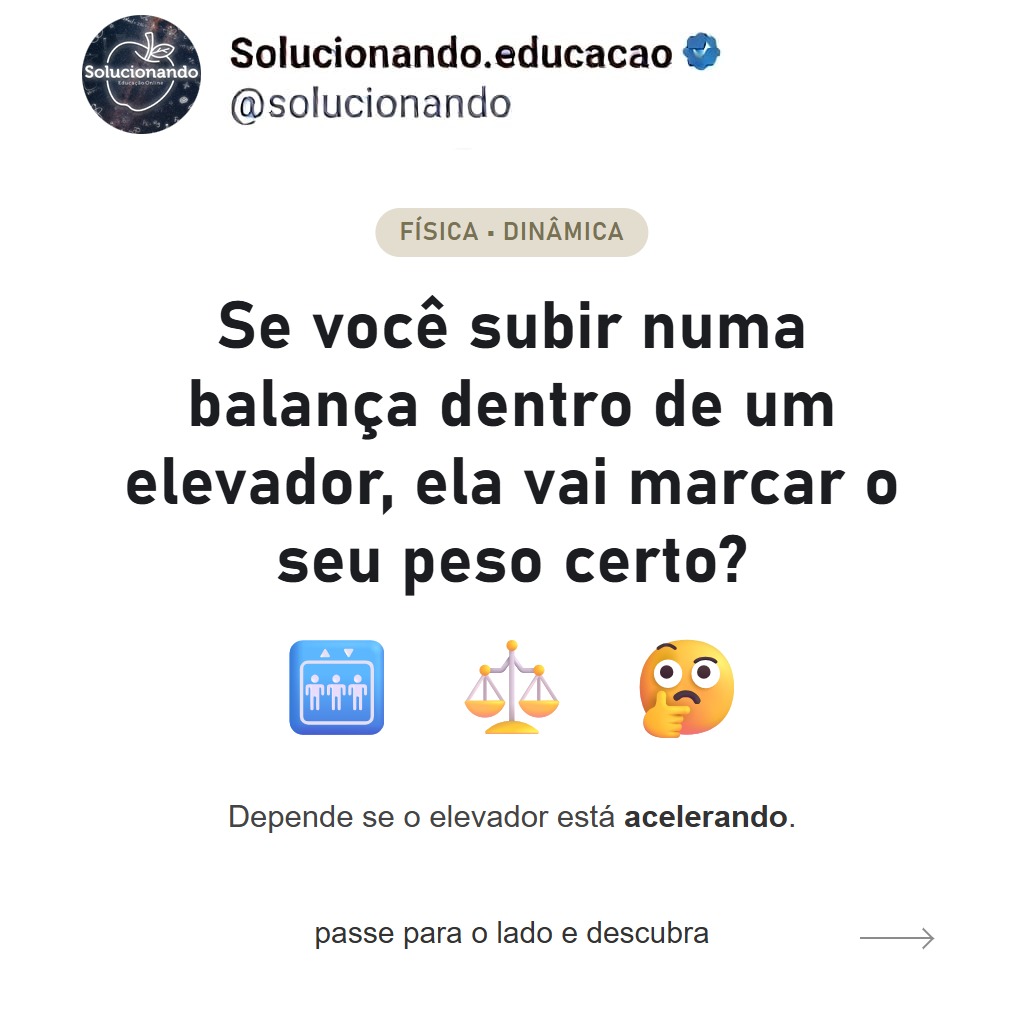 Solucionando
Educação Online
Solucionando.educacao
@solucionando
FÍSICA • DINÂMICA
Se você subir numa
balança dentro de um
elevador, ela vai marcar o
seu peso certo?
Depende se o elevador está acelerando.
passe para o lado e descubra